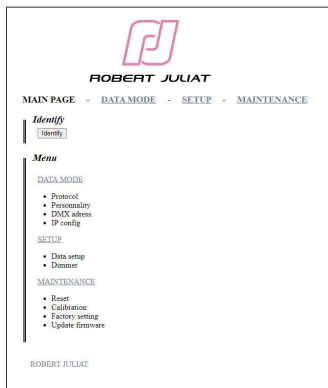 ROBERT JULIAT
MAIN PAGE - DATA MODE - SETUP - MAINTENANCE
Identify
Identify
Menu
DATA MODE
• Protocol
• Personnality
• DMX adress
• IP config
SETUP
• Data setup
• Dimmer
MAINTENANCE
• Reset
• Calibration
• Factory setting
• Update firmware
ROBERT JULIAT